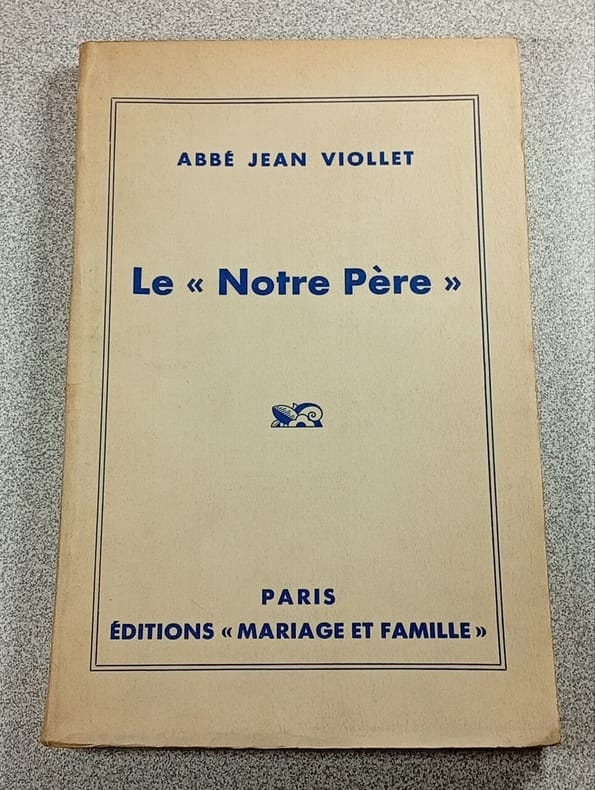 ABBÉ JEAN VIOLLET
Le « Notre Père »
PARIS
ÉDITIONS « MARIAGE ET FAMILLE »